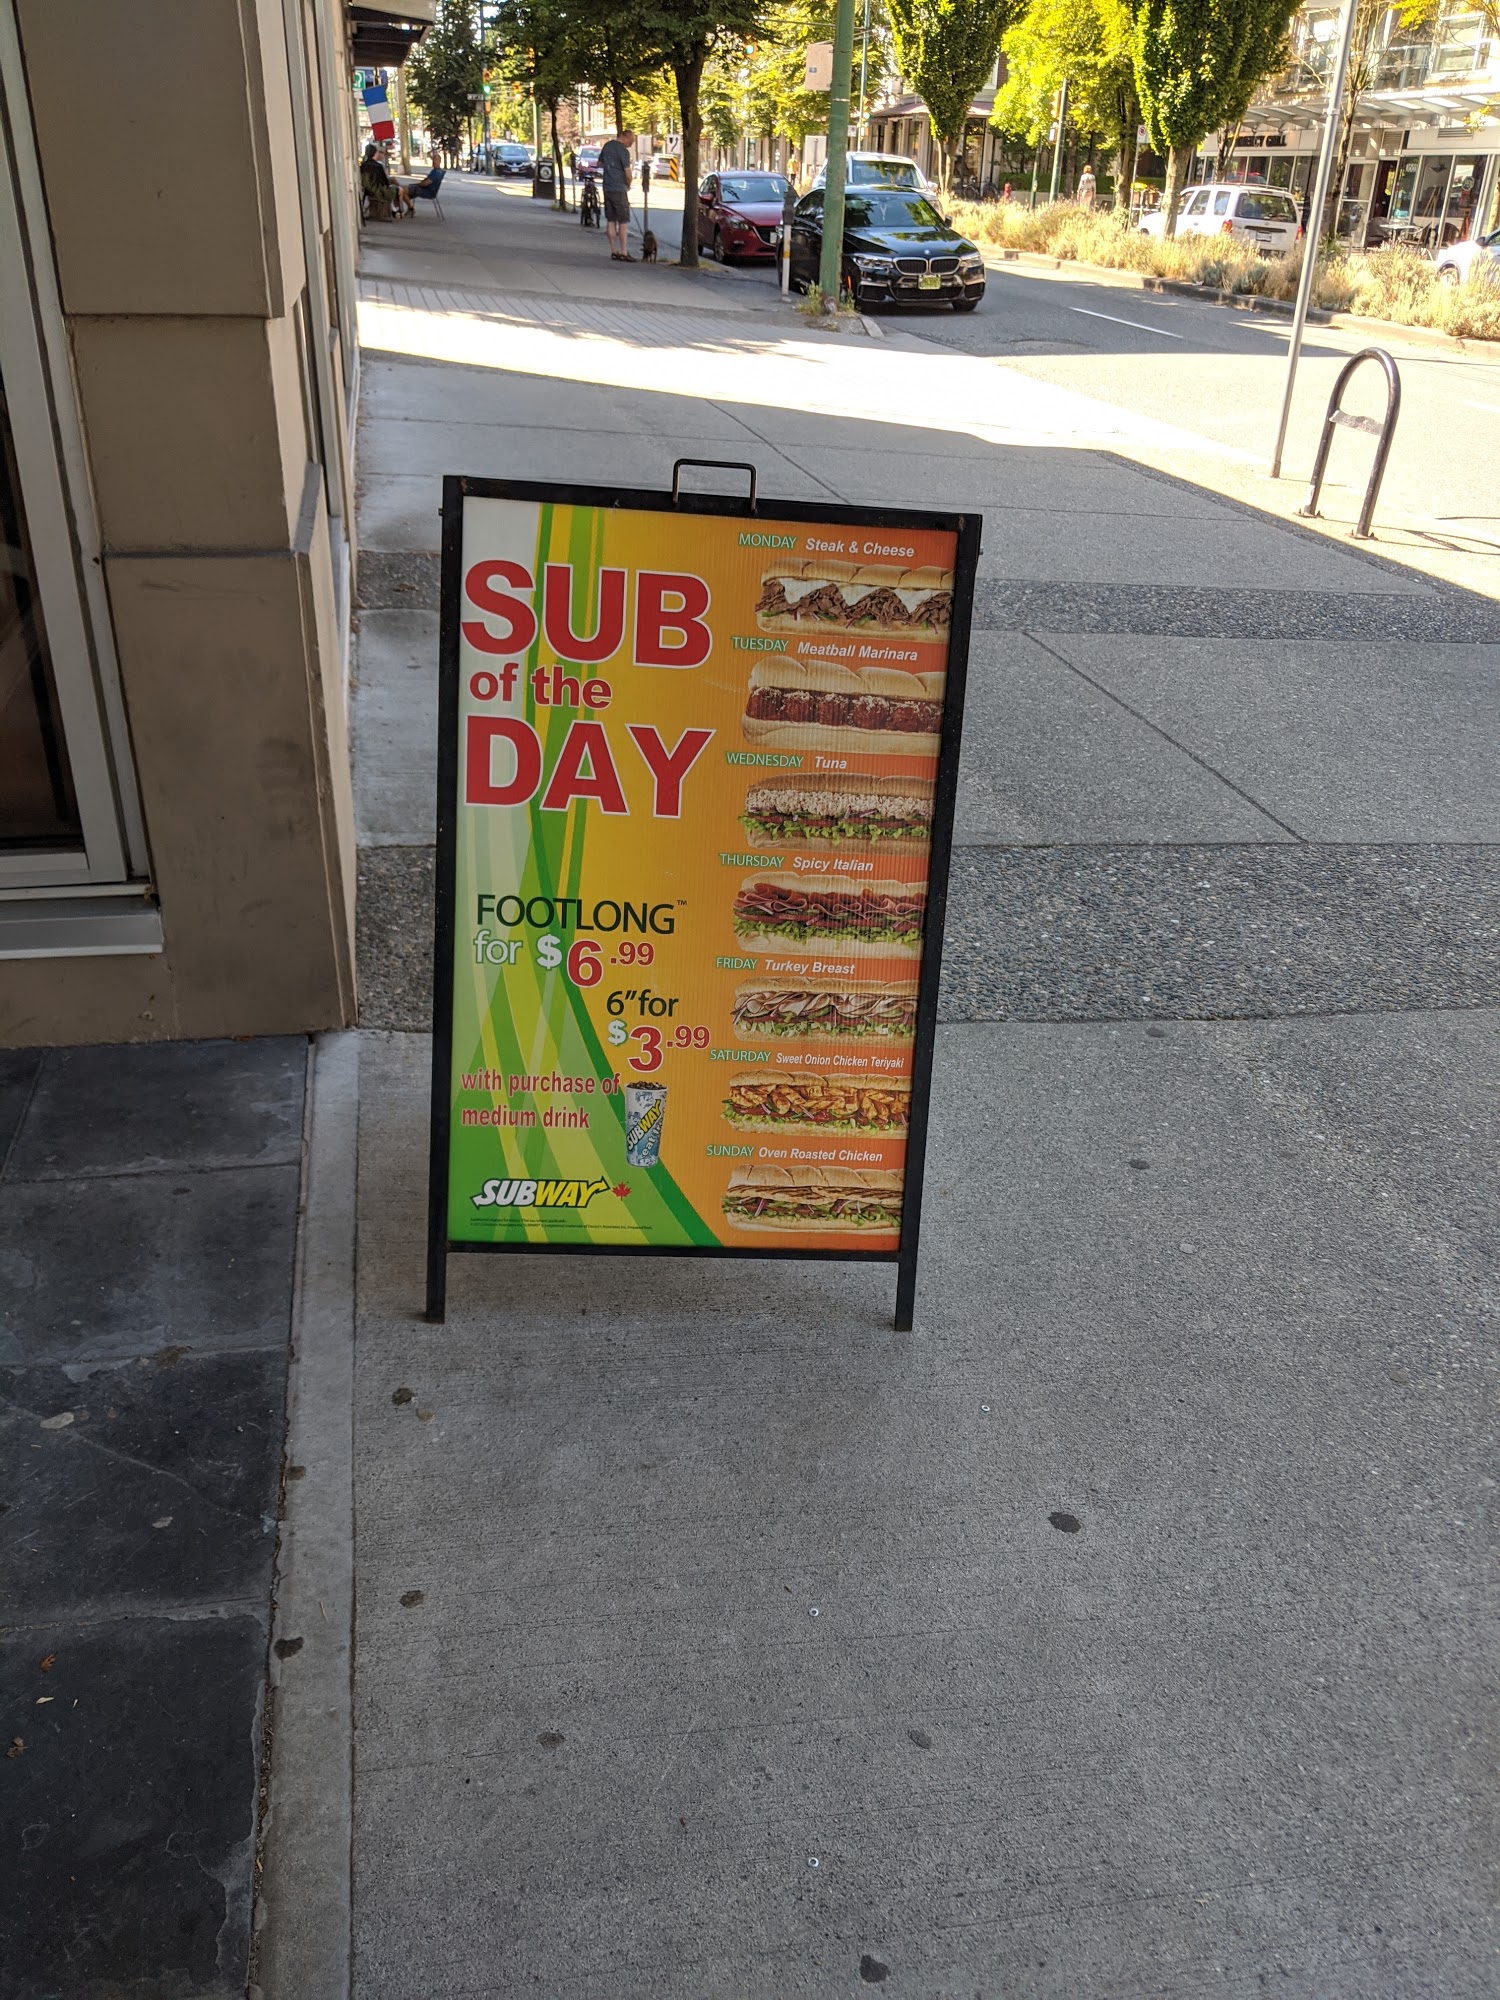 SUB
of the
DAY
FOOTLONG™
for $6.99
6" for
$3.99
with purchase of
medium drink
SUBWAY
MONDAY Steak & Cheese
TUESDAY Meatball Marinara
WEDNESDAY Tuna
THURSDAY Spicy Italian
FRIDAY Turkey Breast
SATURDAY Sweet Onion Chicken Teriyaki
SUNDAY Oven Roasted Chicken
SUBWAY
eat